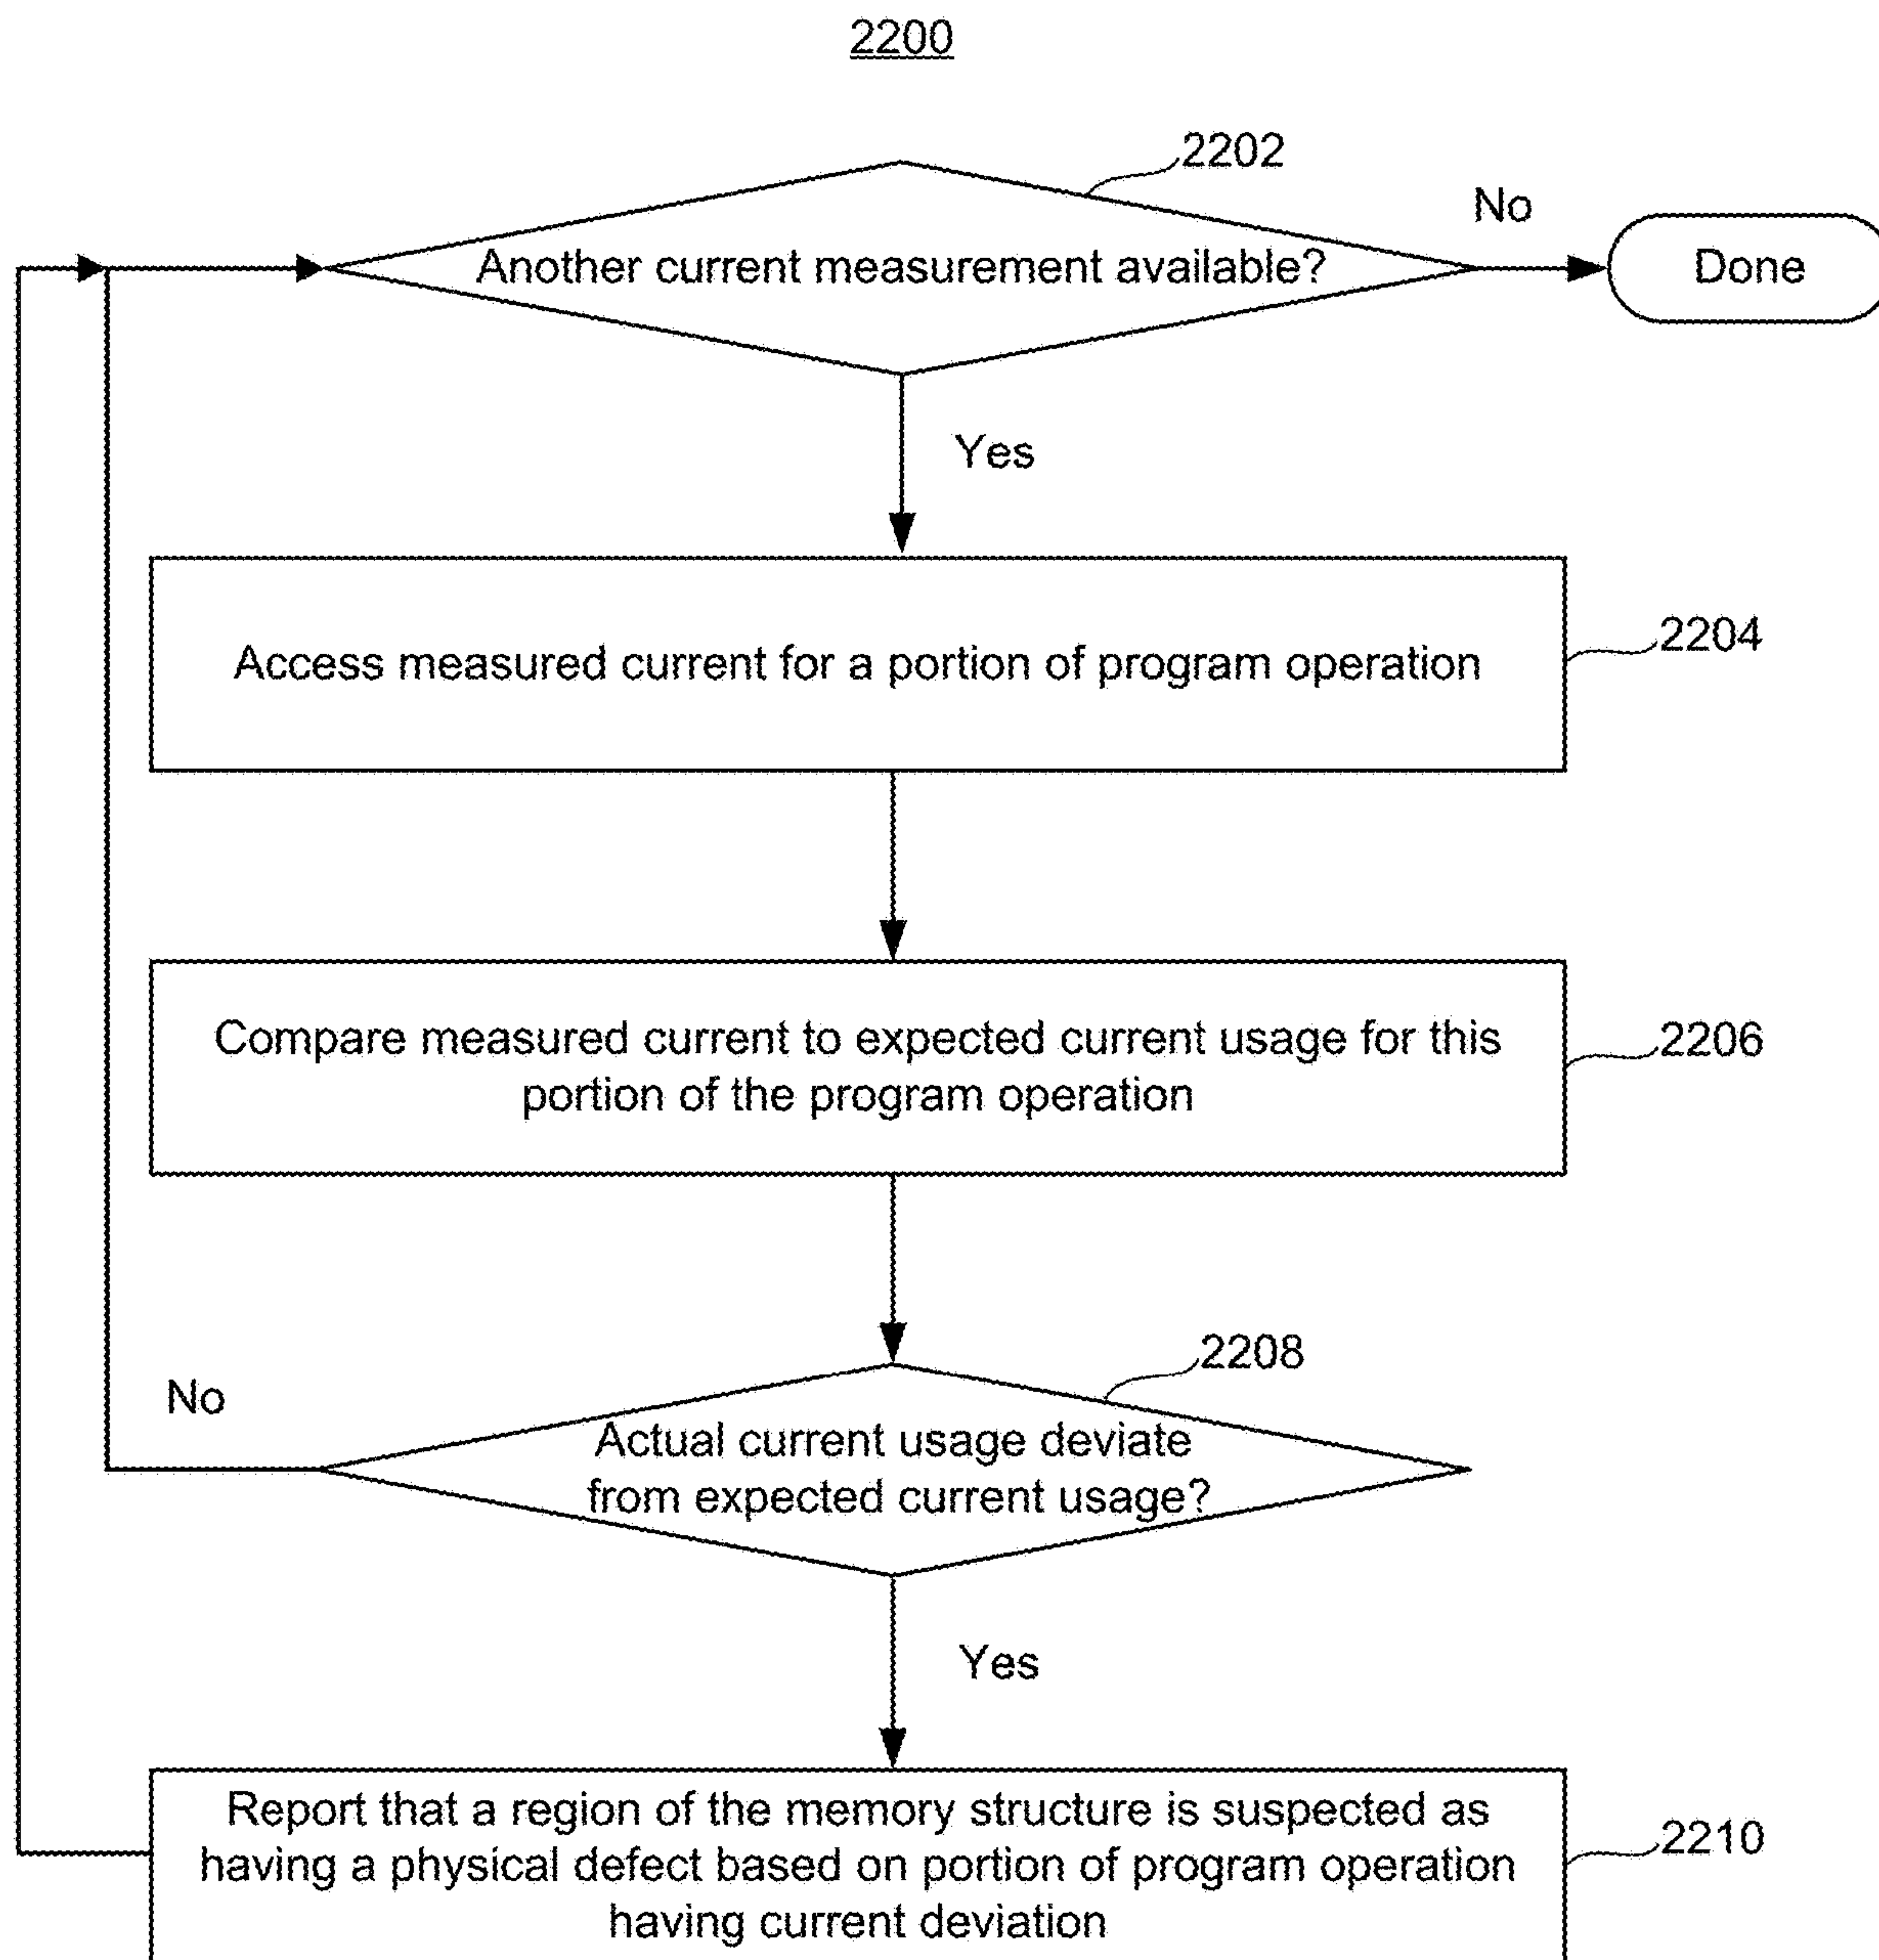 2200
2202
No
Another current measurement available?
Done
Yes
Access measured current for a portion of program operation
2204
Compare measured current to expected current usage for this
portion of the program operation
2206
2208
No
Actual current usage deviate
from expected current usage?
Yes
Report that a region of the memory structure is suspected as
having a physical defect based on portion of program operation
having current deviation
2210